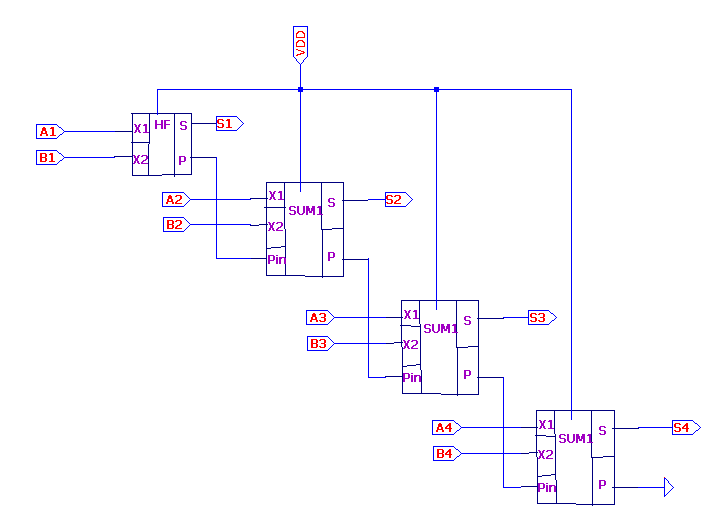 VDD
A1
B1
X1
HF
S
X2
P
S1
A2
B2
X1
SUM1
S
X2
Pin
P
S2
A3
B3
X1
SUM1
S
X2
Pin
P
S3
A4
B4
X1
SUM1
S
X2
Pin
P
S4